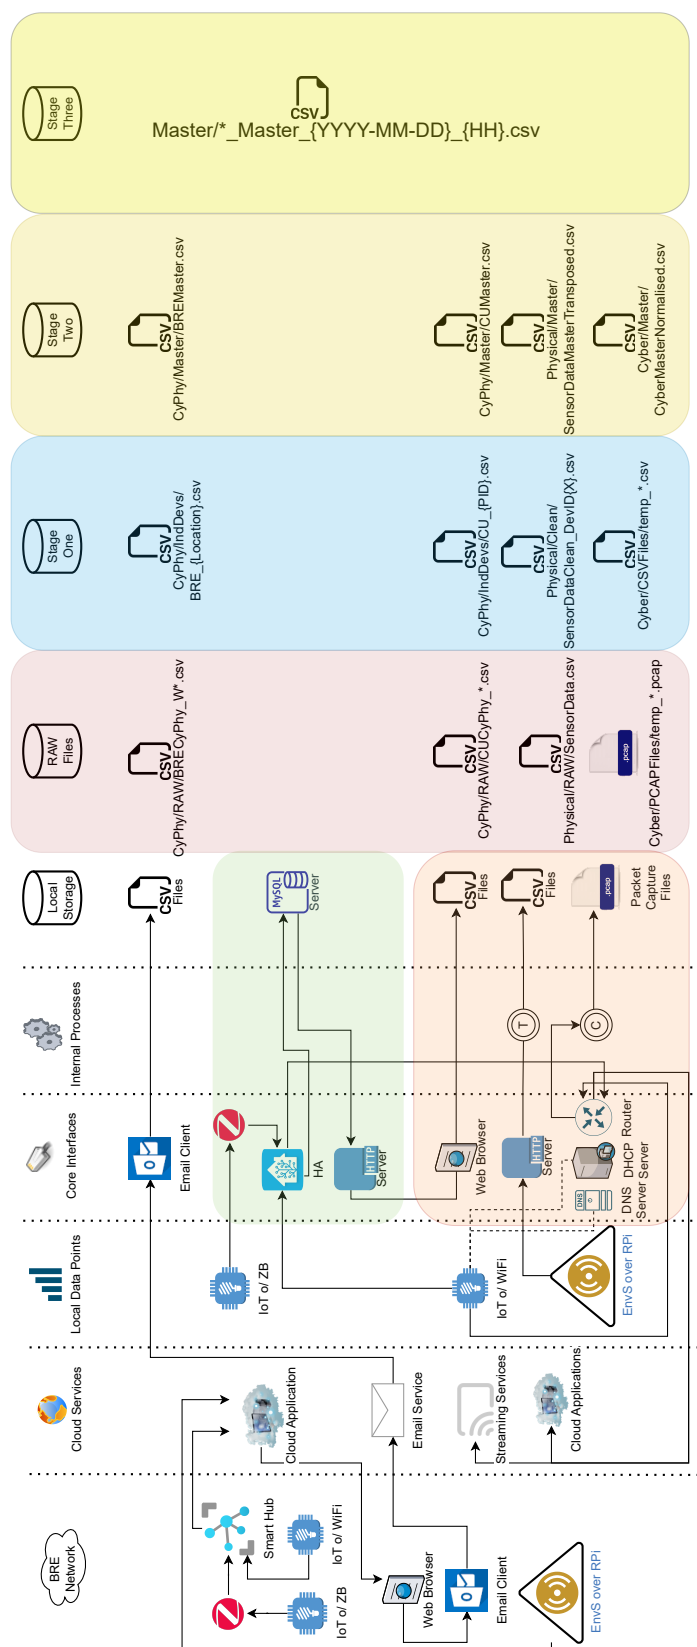 Stage
Three
CSV
Master/*_Master_{YYYY-MM-DD}_{HH}.csv
Stage
Two
CSV
CyPhy/Master/BREMaster.csv
CSV
CyPhy/Master/CUMaster.csv
CSV
Physical/Master/
SensorDataMasterTransposed.csv
CSV
Cyber/Master/
CyberMasterNormalised.csv
Stage
One
CSV
CyPhy/IndDevs/
BRE_{Location}.csv
CSV
CyPhy/IndDevs/CU_{PID}.csv
CSV
Physical/Clean/
SensorDataClean_DevID{X}.csv
CSV
Cyber/CSVFiles/temp_*.csv
RAW
Files
CSV
CyPhy/RAW/BRECyPhy_W*.csv
CSV
CyPhy/RAW/CUCyPhy_*.csv
CSV
Physical/RAW/SensorData.csv
.pcap
Cyber/PCAPFiles/temp_*.pcap
Local
Storage
CSV
Files
MySQL
Server
CSV
Files
CSV
Files
.pcap
Packet
Capture
Files
Internal Processes
T
C
Core Interfaces
Email Client
HA
HTTP
Server
Web Browser
HTTP
Server
DNS
DNS
Server
DHCP
Server
Router
Local Data Points
IoT o/ ZB
IoT o/ WiFi
EnvS over RPi
Cloud Services
Cloud Application
Email Service
Streaming Services
Cloud Applications.
BRE
Network
Smart Hub
IoT o/ WiFi
IoT o/ ZB
Web Browser
Email Client
EnvS over RPi